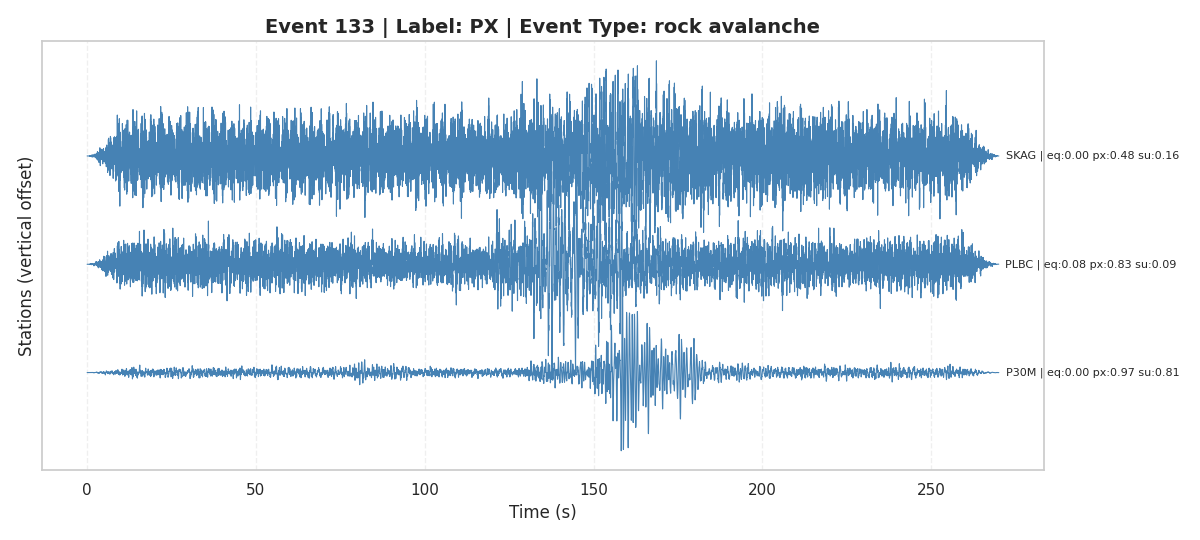 Event 133 | Label: PX | Event Type: rock avalanche
Stations (vertical offset)
SKAG | eq:0.00 px:0.48 su:0.16
PLBC | eq:0.08 px:0.83 su:0.09
P30M | eq:0.00 px:0.97 su:0.81
0 50 100 150 200 250
Time (s)